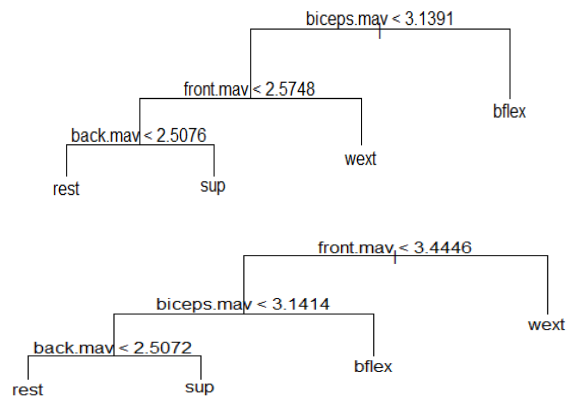 biceps.mav < 3.1391
front.mav < 2.5748
bflex
back.mav < 2.5076
wext
rest
sup
front.mav < 3.4446
biceps.mav < 3.1414
wext
back.mav < 2.5072
bflex
rest
sup